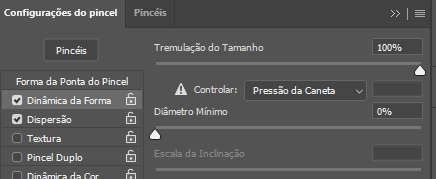 Configurações do pincel Pincéis
Pincéis
Tremulação do Tamanho 100%
Controlar: Pressão da Caneta
Forma da Ponta do Pincel
Dinâmica da Forma
Diâmetro Mínimo 0%
Dispersão
Textura
Pincel Duplo
Escala da Inclinação
Dinâmica da Cor